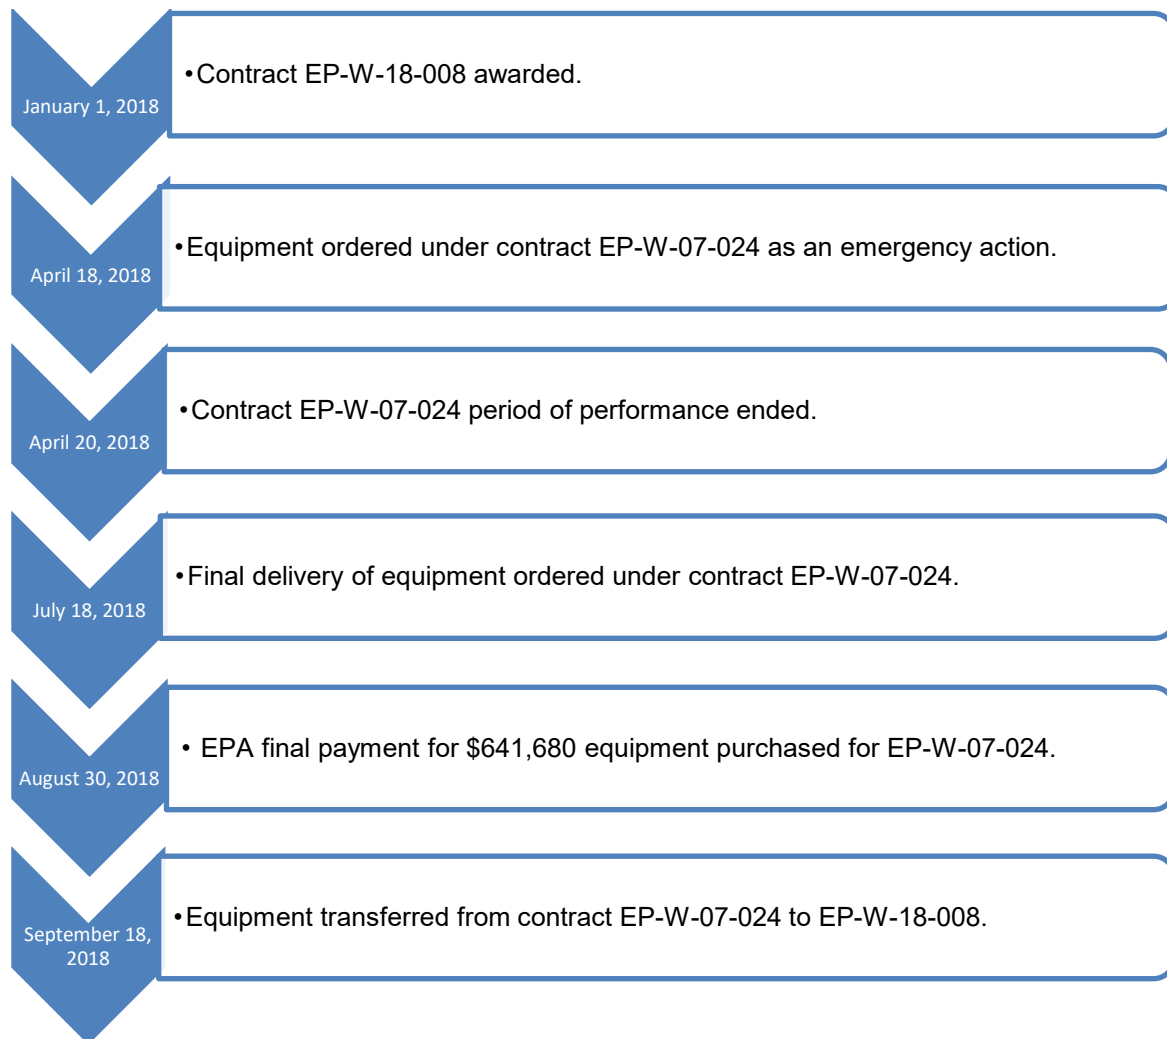 January 1, 2018
•Contract EP-W-18-008 awarded.
April 18, 2018
•Equipment ordered under contract EP-W-07-024 as an emergency action.
April 20, 2018
•Contract EP-W-07-024 period of performance ended.
July 18, 2018
•Final delivery of equipment ordered under contract EP-W-07-024.
August 30, 2018
• EPA final payment for $641,680 equipment purchased for EP-W-07-024.
September 18,
2018
•Equipment transferred from contract EP-W-07-024 to EP-W-18-008.